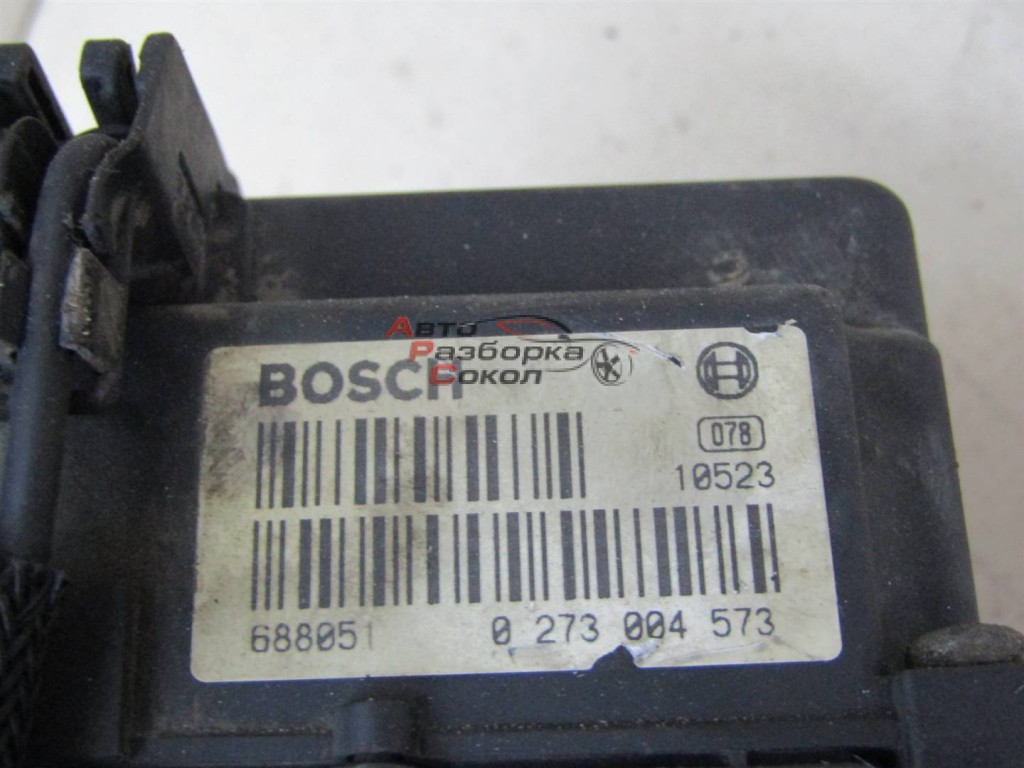 Авто
Разборка
Сокол
BOSCH
078
10523
688051
0 273 004 573